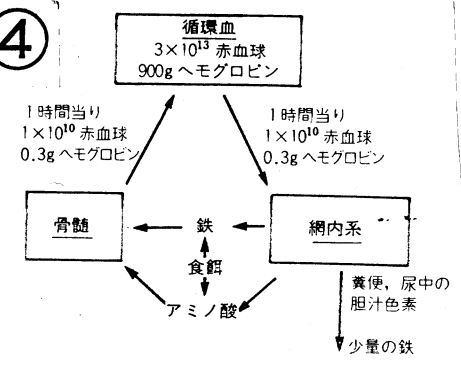 ④
循環血
3×10¹³ 赤血球
900g ヘモグロビン
1時間当り
1×10¹⁰ 赤血球
0.3g ヘモグロビン
1時間当り
1×10¹⁰ 赤血球
0.3g ヘモグロビン
骨髄
鉄
網内系
食餌
アミノ酸
糞便，尿中の
胆汁色素
少量の鉄